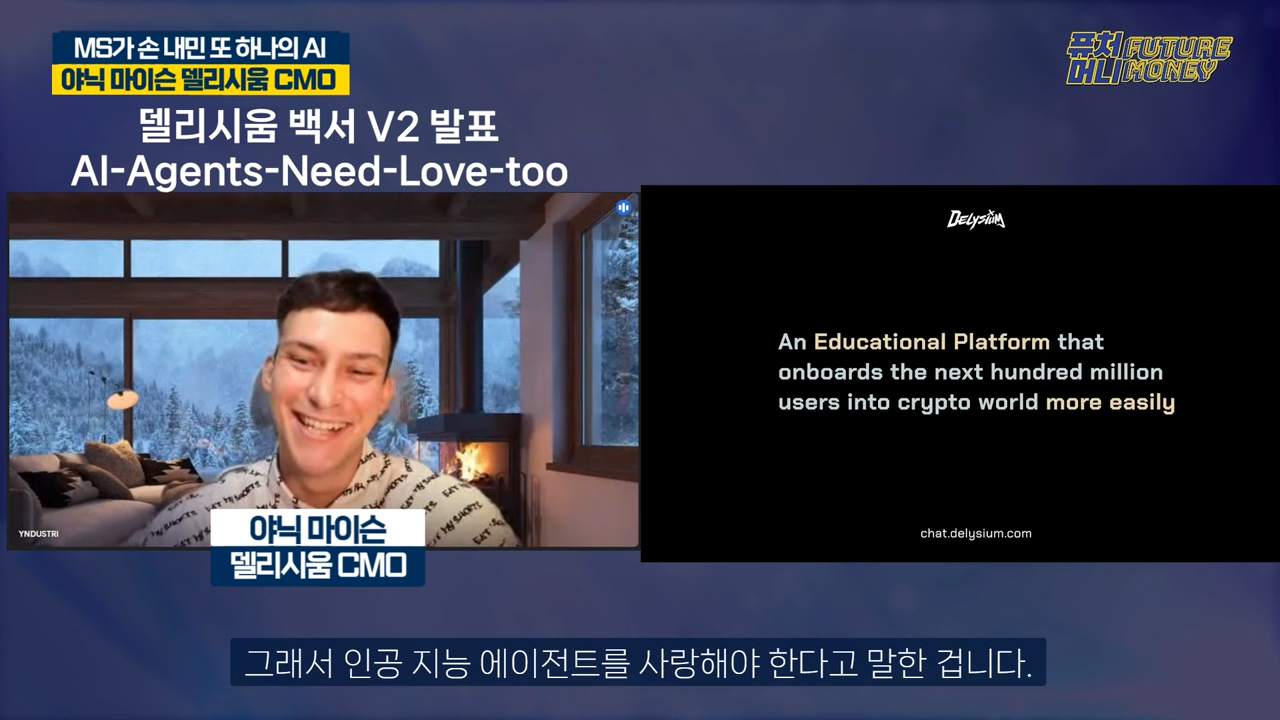 MS가 손 내민 또 하나의 AI
야닉 마이슨 델리시움 CMO
퓨처 FUTURE
머니 MONEY
델리시움 백서 V2 발표
AI-Agents-Need-Love-too
DELYSIUM
An Educational Platform that
onboards the next hundred million
users into crypto world more easily
chat.delysium.com
YNDUSTRI
야닉 마이슨
델리시움 CMO
그래서 인공 지능 에이전트를 사랑해야 한다고 말한 겁니다.